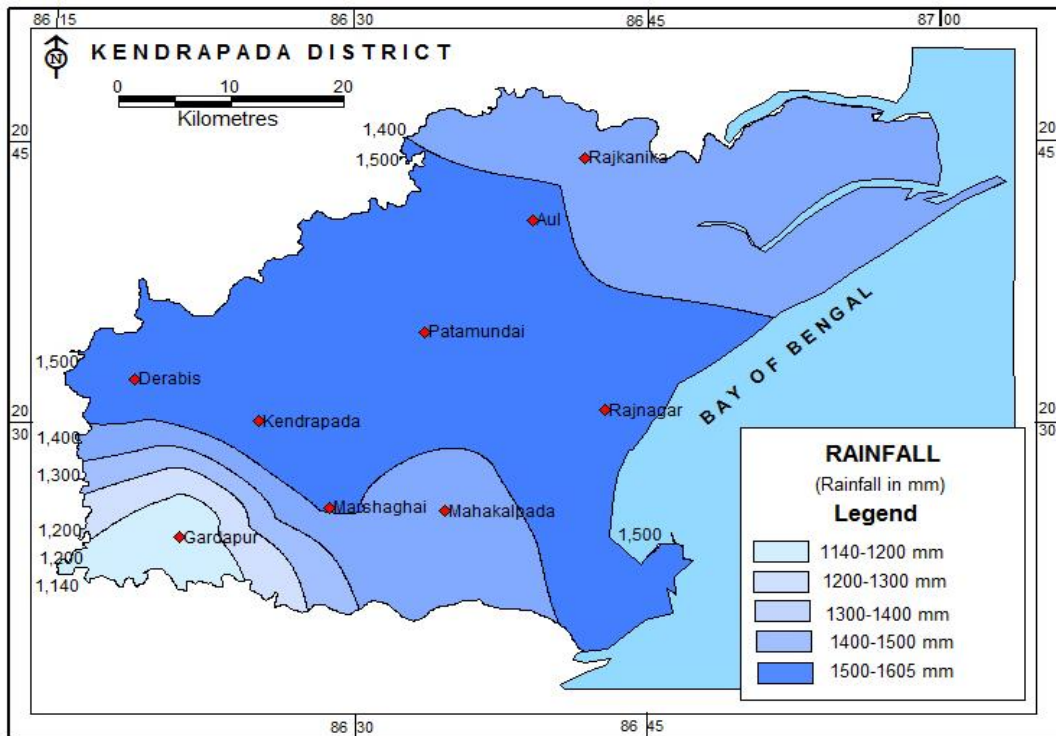 86 15
86 30
86 45
87 00
N
KENDRAPADA DISTRICT
0 10 20
Kilometres
20
45
20
45
1,400
1,500
Rajkanika
Aul
Patamundai
1,500
Derabis
Kendrapada
Rajnagar
BAY OF BENGAL
20
30
20
30
1,400
1,300
Marshaghai
Mahakalpada
1,200
Gardapur
1,200
1,140
1,500
RAINFALL
(Rainfall in mm)
Legend
1140-1200 mm
1200-1300 mm
1300-1400 mm
1400-1500 mm
1500-1605 mm
86 30
86 45